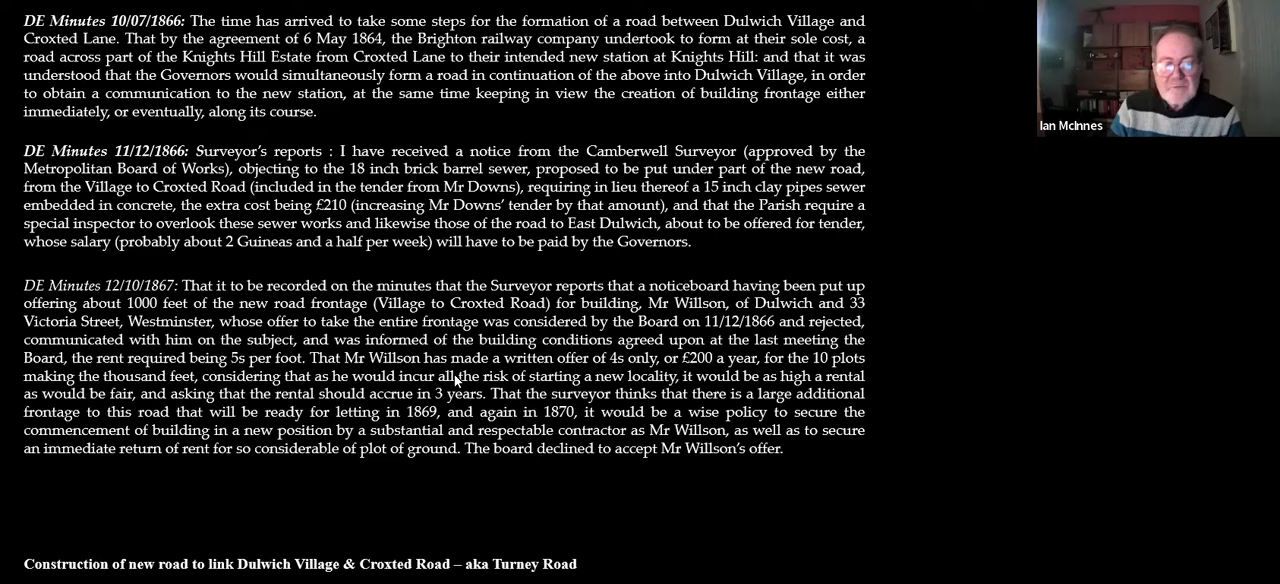 DE Minutes 10/07/1866: The time has arrived to take some steps for the formation of a road between Dulwich Village and
Croxted Lane. That by the agreement of 6 May 1864, the Brighton railway company undertook to form at their sole cost, a
road across part of the Knights Hill Estate from Croxted Lane to their intended new station at Knights Hill: and that it was
understood that the Governors would simultaneously form a road in continuation of the above into Dulwich Village, in order
to obtain a communication to the new station, at the same time keeping in view the creation of building frontage either
immediately, or eventually, along its course.
Ian McInnes
DE Minutes 11/12/1866: Surveyor's reports : I have received a notice from the Camberwell Surveyor (approved by the
Metropolitan Board of Works), objecting to the 18 inch brick barrel sewer, proposed to be put under part of the new road,
from the Village to Croxted Road (included in the tender from Mr Downs), requiring in lieu thereof a 15 inch clay pipes sewer
embedded in concrete, the extra cost being £210 (increasing Mr Downs' tender by that amount), and that the Parish require a
special inspector to overlook these sewer works and likewise those of the road to East Dulwich, about to be offered for tender,
whose salary (probably about 2 Guineas and a half per week) will have to be paid by the Governors.
DE Minutes 12/10/1867: That it to be recorded on the minutes that the Surveyor reports that a noticeboard having been put up
offering about 1000 feet of the new road frontage (Village to Croxted Road) for building, Mr Willson, of Dulwich and 33
Victoria Street, Westminster, whose offer to take the entire frontage was considered by the Board on 11/12/1866 and rejected,
communicated with him on the subject, and was informed of the building conditions agreed upon at the last meeting the
Board, the rent required being 5s per foot. That Mr Willson has made a written offer of 4s only, or £200 a year, for the 10 plots
making the thousand feet, considering that as he would incur all the risk of starting a new locality, it would be as high a rental
as would be fair, and asking that the rental should accrue in 3 years. That the surveyor thinks that there is a large additional
frontage to this road that will be ready for letting in 1869, and again in 1870, it would be a wise policy to secure the
commencement of building in a new position by a substantial and respectable contractor as Mr Willson, as well as to secure
an immediate return of rent for so considerable of plot of ground. The board declined to accept Mr Willson's offer.
Construction of new road to link Dulwich Village & Croxted Road – aka Turney Road